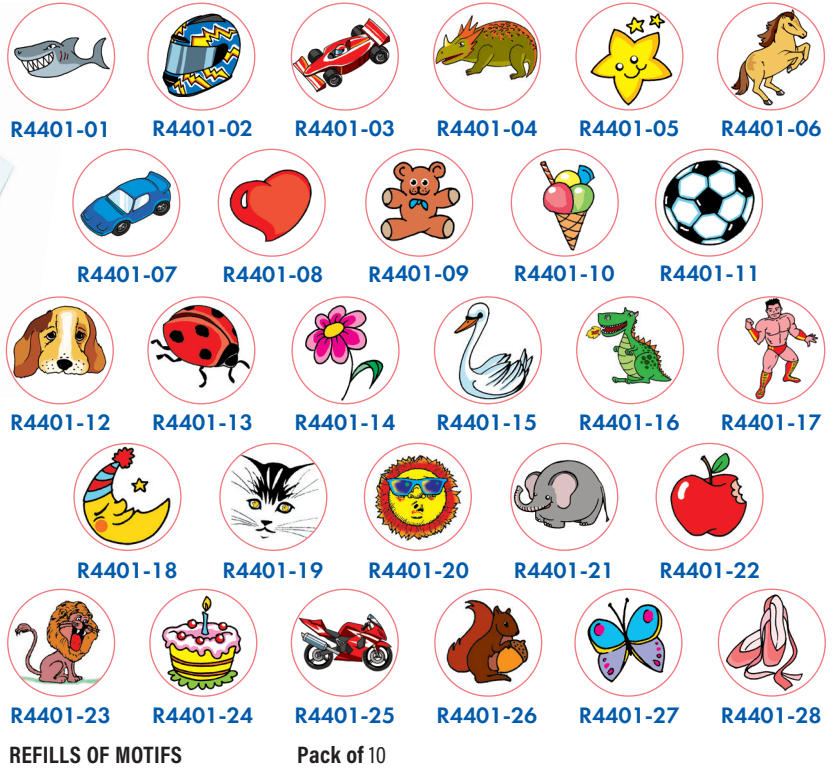 R4401-01 R4401-02 R4401-03 R4401-04 R4401-05 R4401-06
R4401-07 R4401-08 R4401-09 R4401-10 R4401-11
R4401-12 R4401-13 R4401-14 R4401-15 R4401-16 R4401-17
R4401-18 R4401-19 R4401-20 R4401-21 R4401-22
R4401-23 R4401-24 R4401-25 R4401-26 R4401-27 R4401-28
REFILLS OF MOTIFS Pack of 10